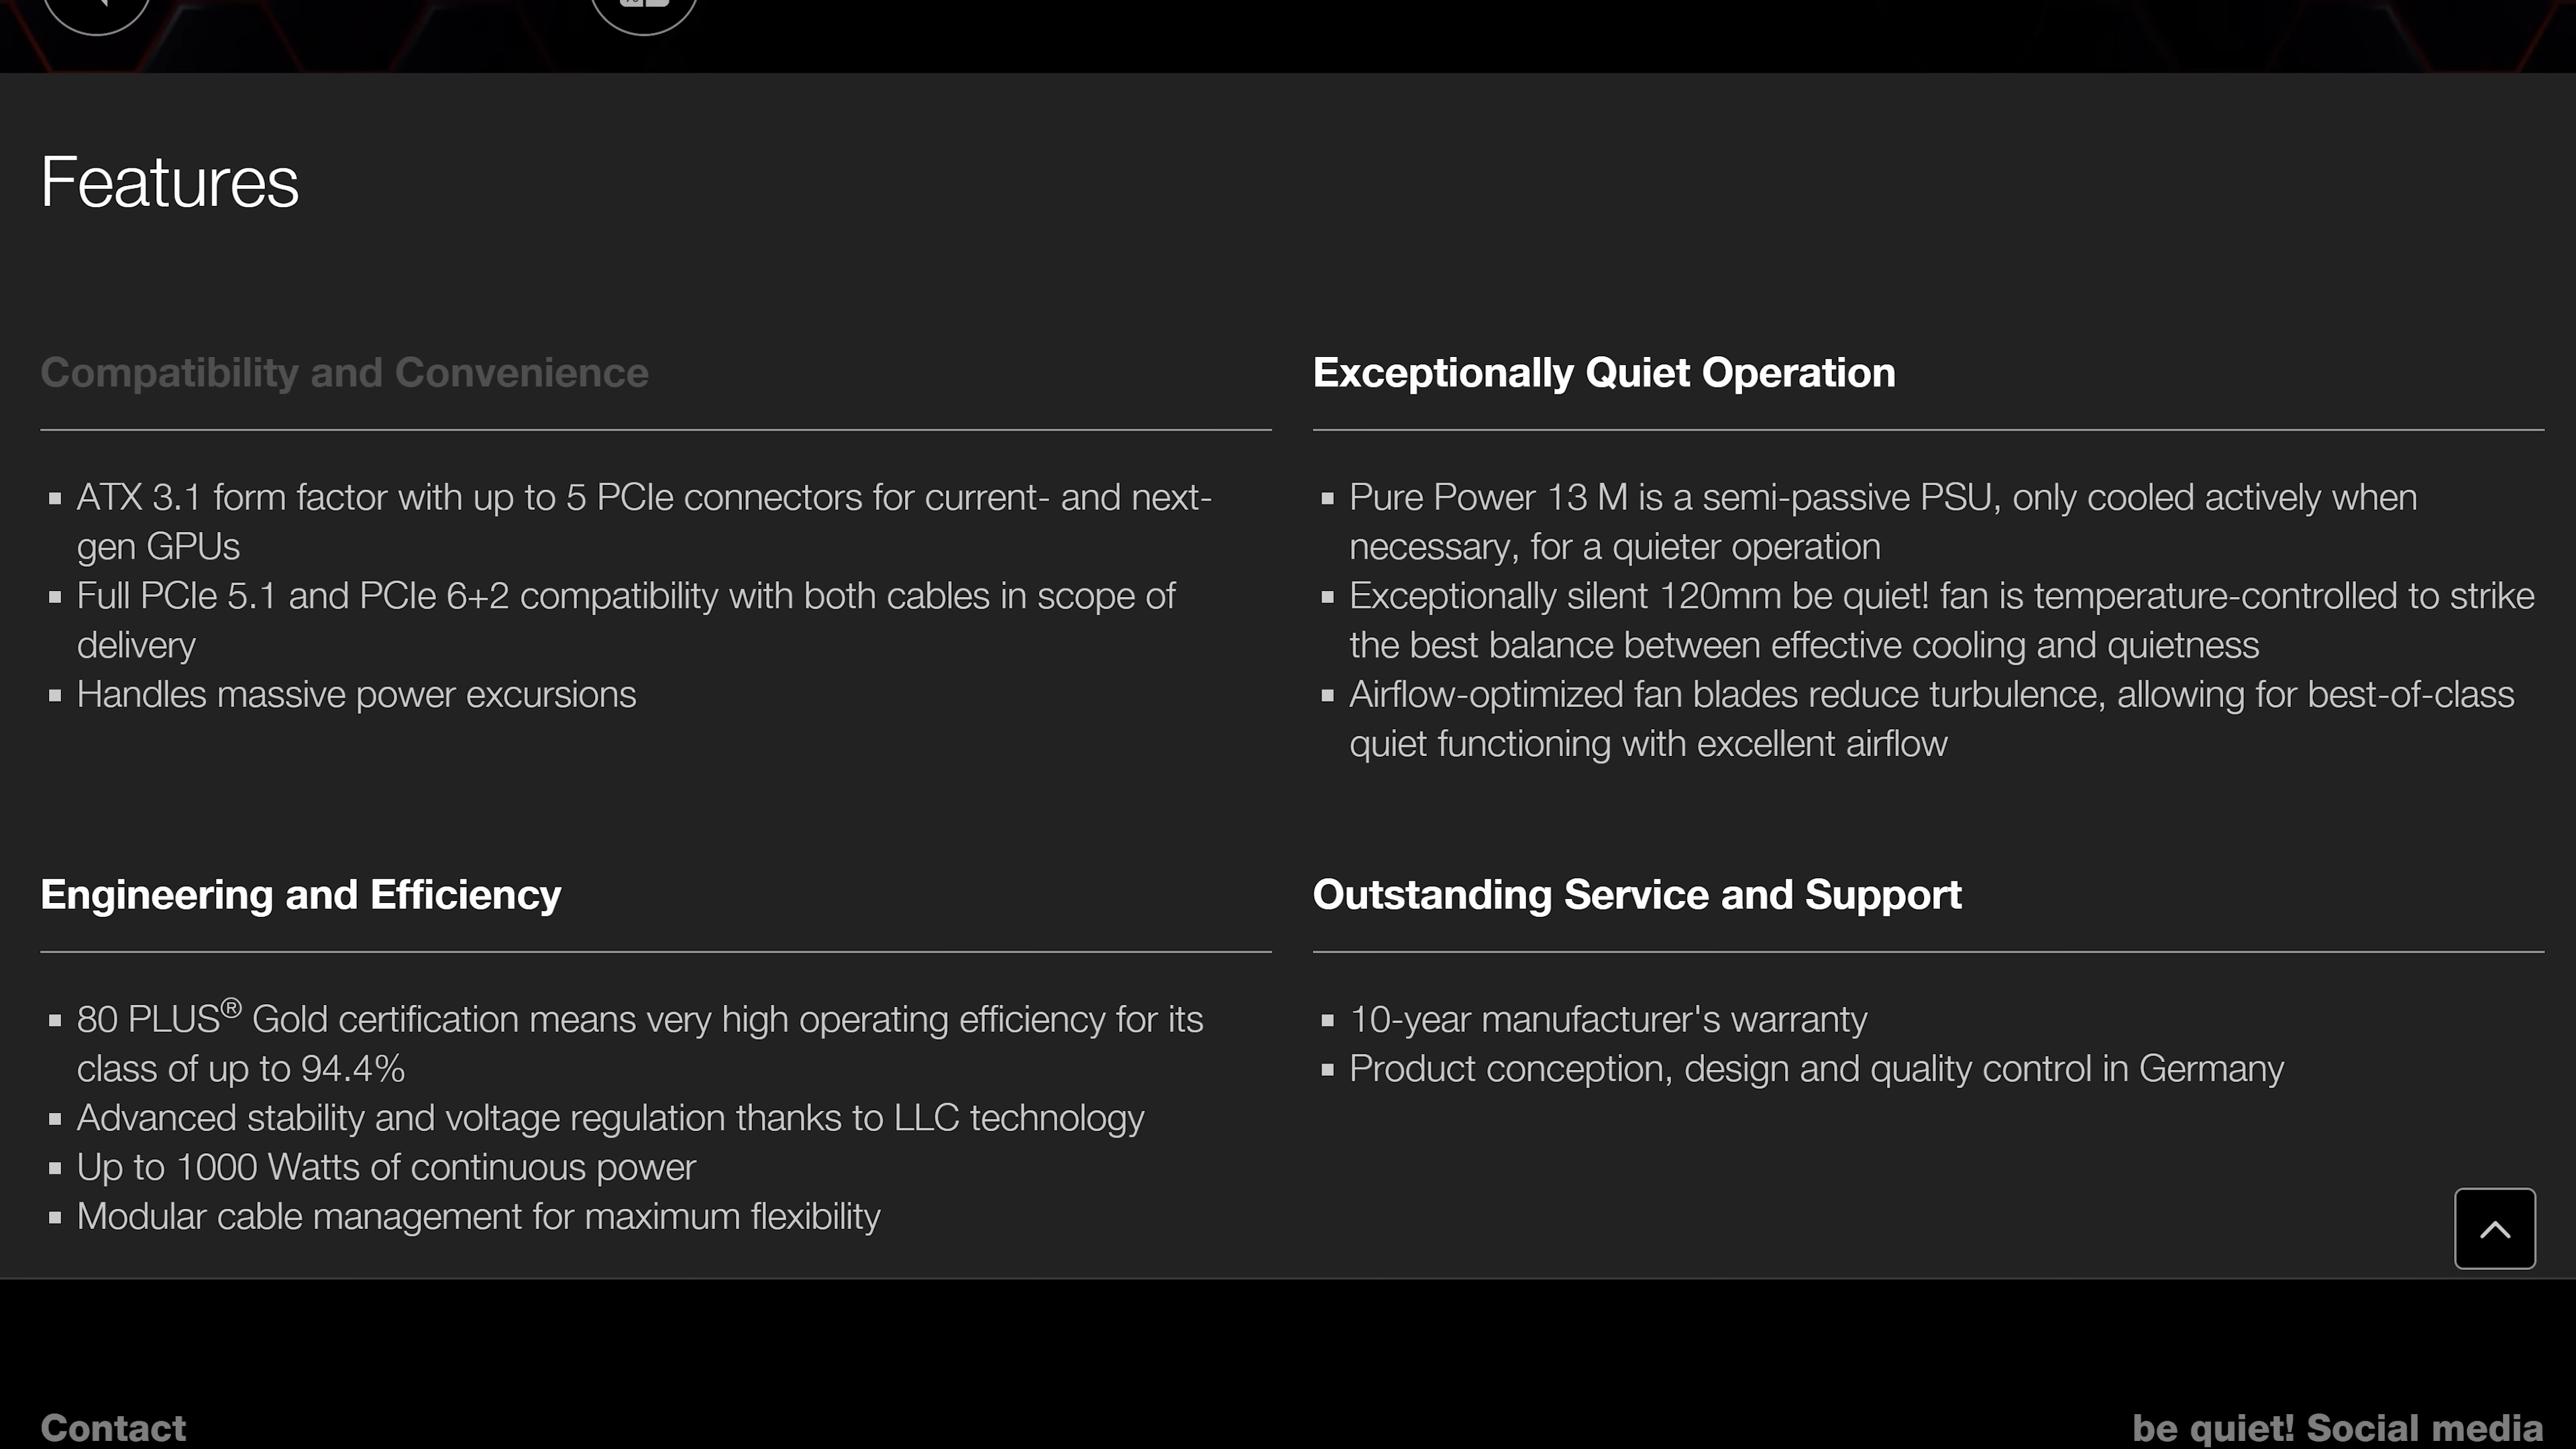 Features
Compatibility and Convenience
▪ ATX 3.1 form factor with up to 5 PCIe connectors for current- and next-
gen GPUs
▪ Full PCIe 5.1 and PCIe 6+2 compatibility with both cables in scope of
delivery
▪ Handles massive power excursions
Exceptionally Quiet Operation
▪ Pure Power 13 M is a semi-passive PSU, only cooled actively when
necessary, for a quieter operation
▪ Exceptionally silent 120mm be quiet! fan is temperature-controlled to strike
the best balance between effective cooling and quietness
▪ Airflow-optimized fan blades reduce turbulence, allowing for best-of-class
quiet functioning with excellent airflow
Engineering and Efficiency
▪ 80 PLUS® Gold certification means very high operating efficiency for its
class of up to 94.4%
▪ Advanced stability and voltage regulation thanks to LLC technology
▪ Up to 1000 Watts of continuous power
▪ Modular cable management for maximum flexibility
Outstanding Service and Support
▪ 10-year manufacturer's warranty
▪ Product conception, design and quality control in Germany
Contact
be quiet! Social media